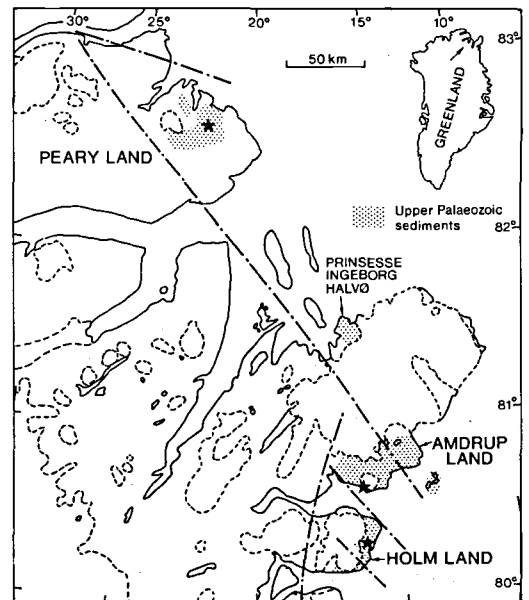 30° 25° 20° 15° 10°
83°
50 km
GREENLAND
PEARY LAND
Upper Palaeozoic
sediments
82°
PRINSESSE
INGEBORG
HALVØ
81°
AMDRUP
LAND
HOLM LAND
80°